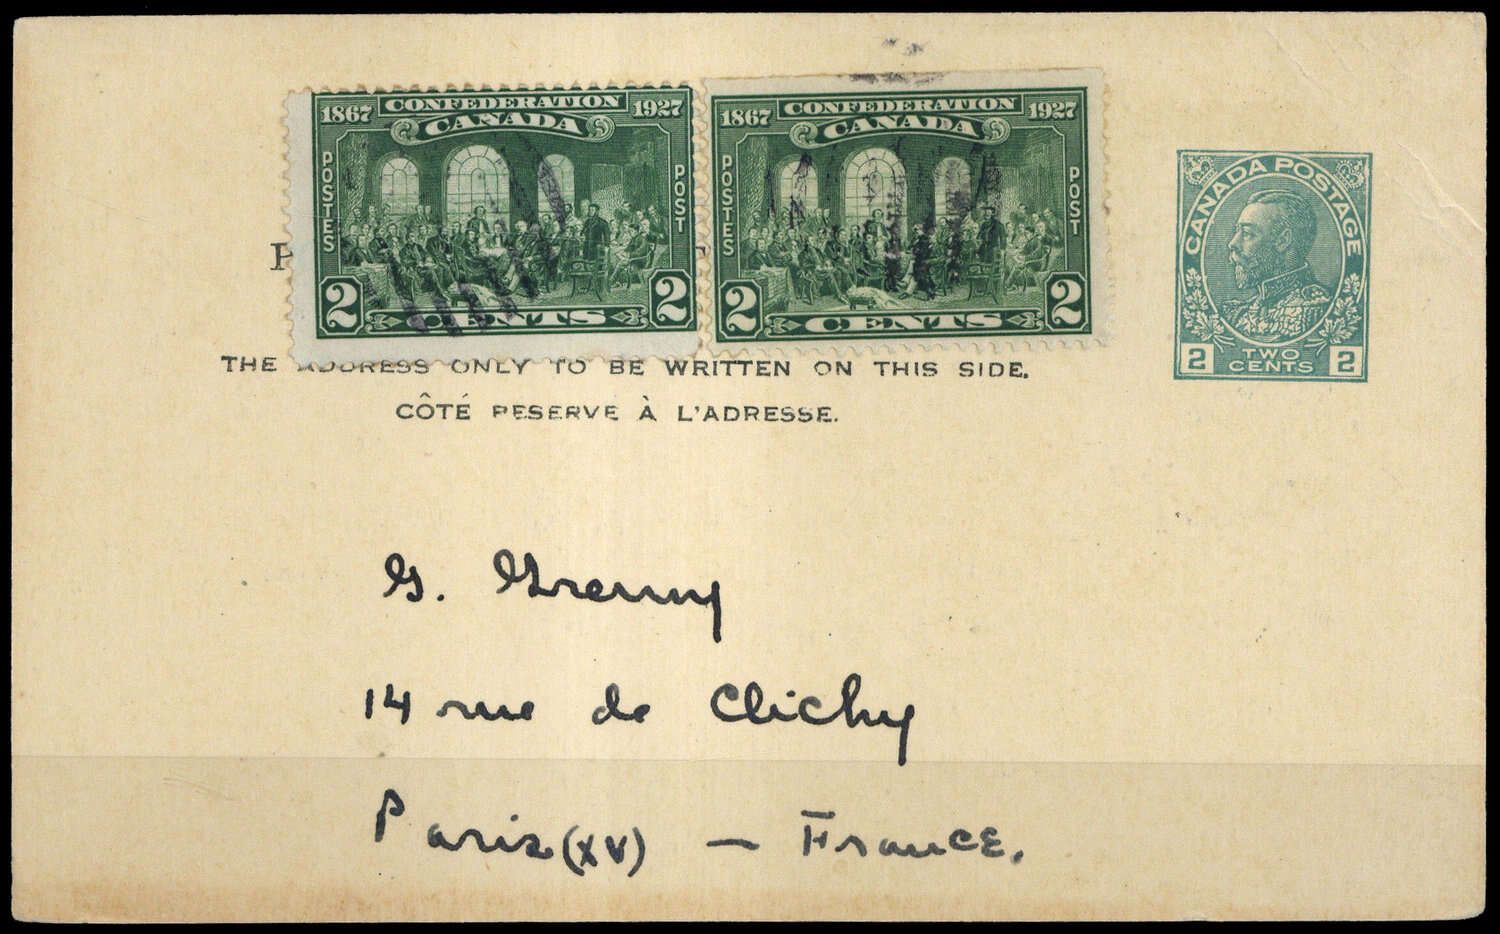 1867 CONFEDERATION 1927
CANADA
POSTES
POST
2 CENTS 2
1867 CONFEDERATION 1927
CANADA
POSTES
POST
2 CENTS 2
CANADA POSTAGE
2 TWO CENTS 2
THE ADDRESS ONLY TO BE WRITTEN ON THIS SIDE.
CÔTÉ RESERVE À L'ADRESSE.
G.
14 rue de Clichy
Paris (XV) — France.